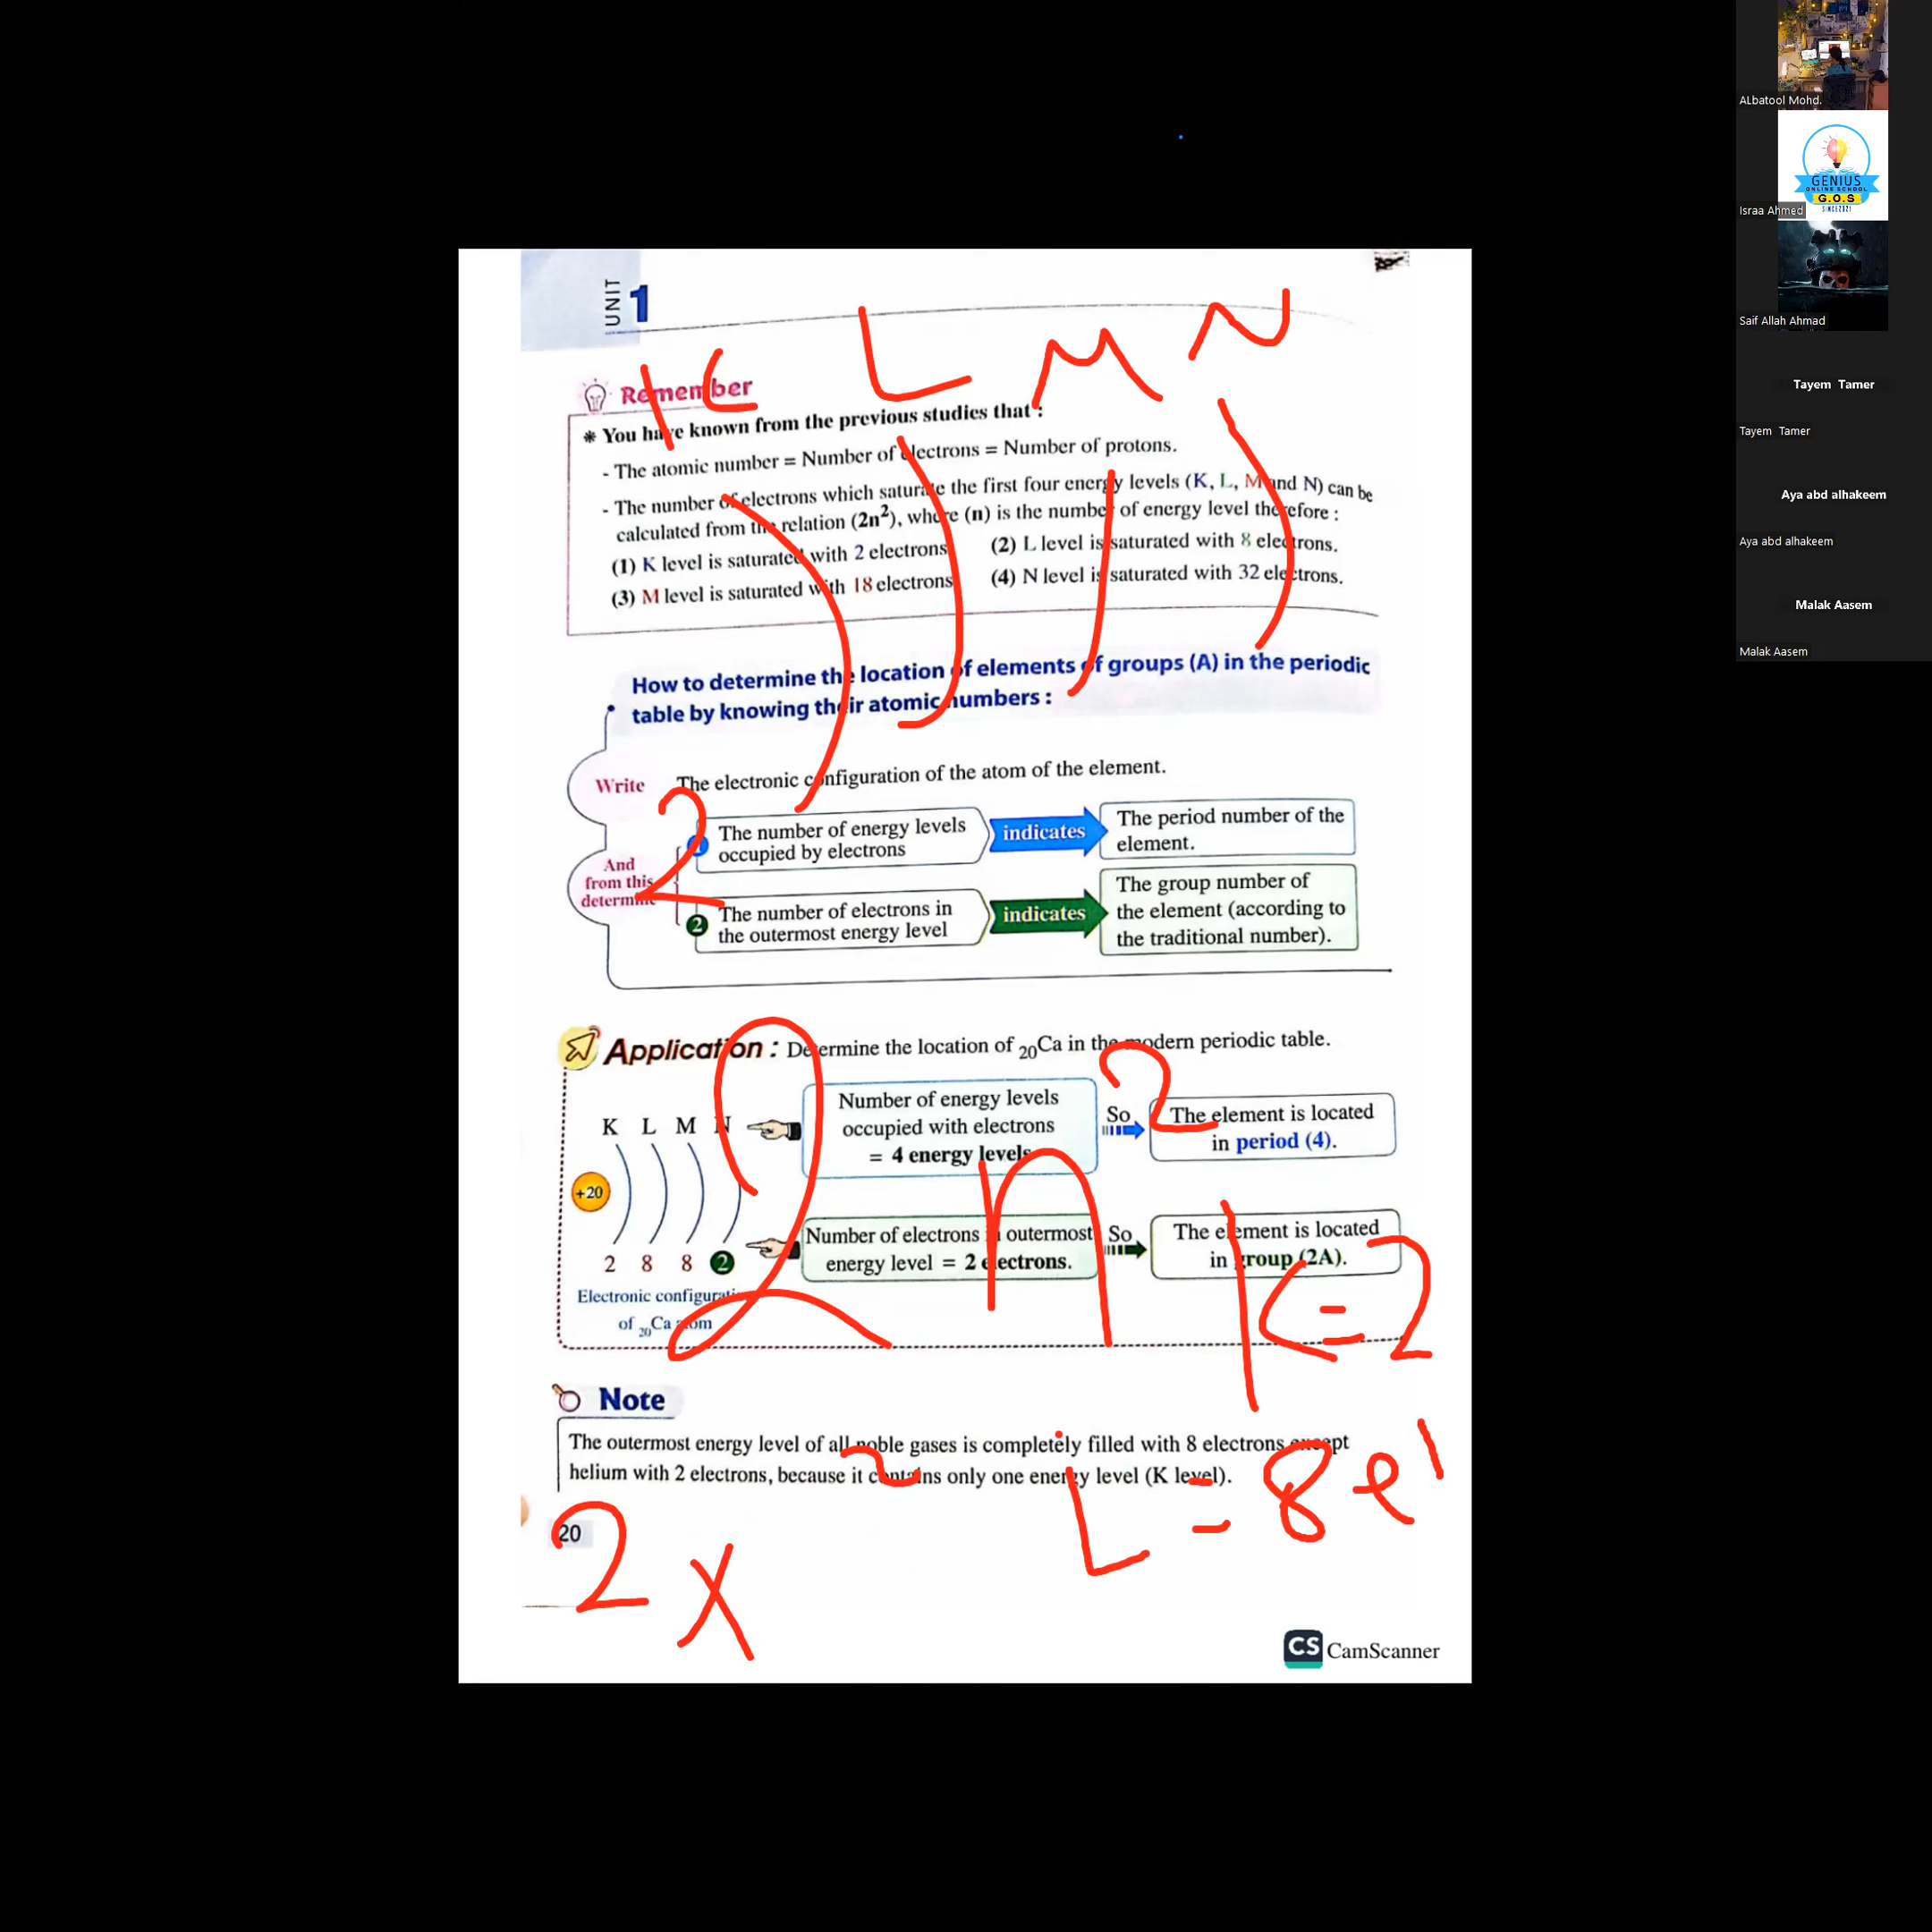 UNIT 1
K L M N
Remember
* You have known from the previous studies that :
- The atomic number = Number of electrons = Number of protons.
- The number of electrons which saturate the first four energy levels (K, L, M and N) can be
calculated from the relation (2n²), where (n) is the number of energy level therefore :
(1) K level is saturated with 2 electrons
(2) L level is saturated with 8 electrons.
(3) M level is saturated with 18 electrons
(4) N level is saturated with 32 electrons.
How to determine the location of elements of groups (A) in the periodic
table by knowing their atomic numbers :
Write
The electronic configuration of the atom of the element.
2
And
from this
determine
The number of energy levels
occupied by electrons
indicates
The period number of the
element.
2 The number of electrons in
the outermost energy level
indicates
The group number of
the element (according to
the traditional number).
Application : Determine the location of ₂₀Ca in the modern periodic table.
K L M N
+20
2 8 8 2
Electronic configuration
of ₂₀Ca atom
Number of energy levels
occupied with electrons
= 4 energy levels
So
The element is located
in period (4).
Number of electrons in outermost
energy level = 2 electrons.
So
The element is located
in group (2A).
2 n 2
K = 2
Note
The outermost energy level of all noble gases is completely filled with 8 electrons except
helium with 2 electrons, because it contains only one energy level (K level).
L = 8 e
20
2 x
CS CamScanner
ALbatool Mohd.
GENIUS
ONLINE SCHOOL
G.O.S
SINCE2021
Israa Ahmed
Saif Allah Ahmad
Tayem Tamer
Tayem Tamer
Aya abd alhakeem
Aya abd alhakeem
Malak Aasem
Malak Aasem